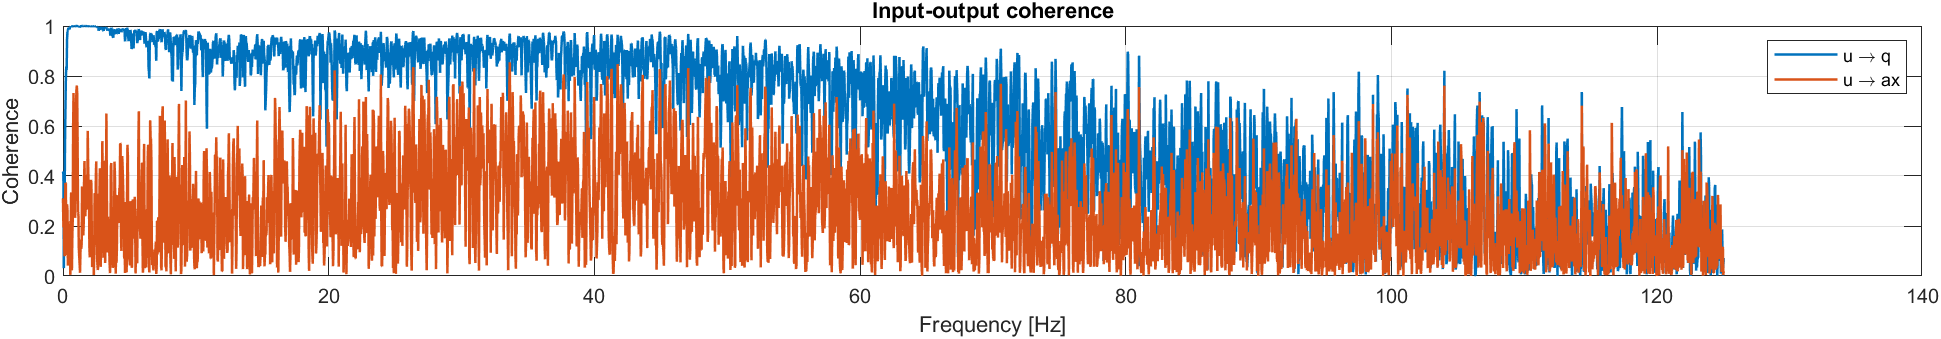 Input-output coherence
1
0.8
0.6
0.4
0.2
0
Coherence
u → q
u → ax
0 20 40 60 80 100 120 140
Frequency [Hz]